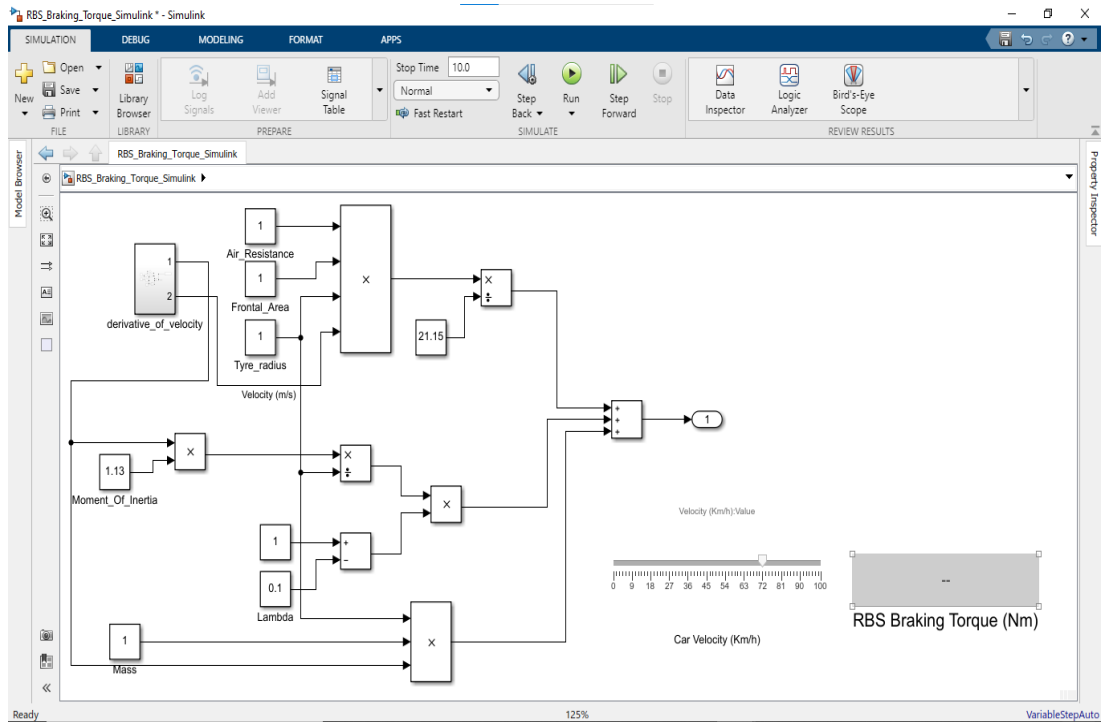 RBS_Braking_Torque_Simulink * - Simulink
SIMULATION DEBUG MODELING FORMAT APPS
New
Open
Save
Print
FILE
Library Browser
LIBRARY
Log Signals
Add Viewer
Signal Table
PREPARE
Stop Time 10.0
Normal
Fast Restart
Step Back
Run
Step Forward
Stop
SIMULATE
Data Inspector
Logic Analyzer
Bird's-Eye Scope
REVIEW RESULTS
Model Browser
RBS_Braking_Torque_Simulink
RBS_Braking_Torque_Simulink
Property Inspector
1
Air_Resistance
1
Frontal_Area
1
Tyre_radius
1
2
derivative_of_velocity
Velocity (m/s)
×
×
÷
21.15
1.13
Moment_Of_Inertia
×
×
÷
×
1
0.1
Lambda
+
−
1
Mass
×
+
+
+
1
Velocity (Km/h):Value
0 9 18 27 36 45 54 63 72 81 90 100
Car Velocity (Km/h)
--
RBS Braking Torque (Nm)
Ready
125%
VariableStepAuto